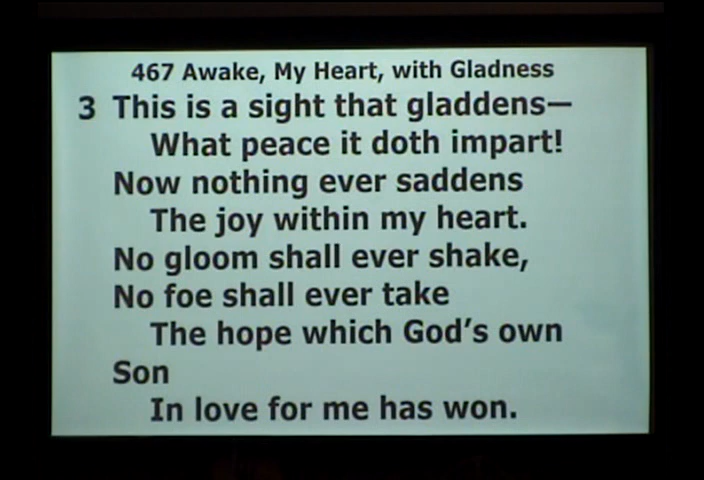 467 Awake, My Heart, with Gladness
3 This is a sight that gladdens—
What peace it doth impart!
Now nothing ever saddens
The joy within my heart.
No gloom shall ever shake,
No foe shall ever take
The hope which God's own
Son
In love for me has won.